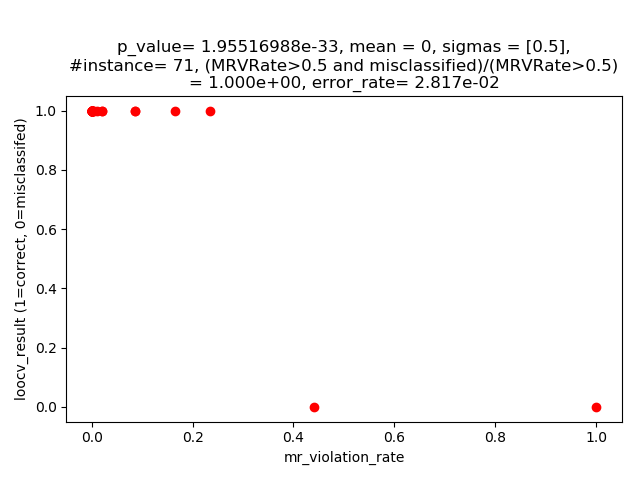 p_value= 1.95516988e-33, mean = 0, sigmas = [0.5],
#instance= 71, (MRVRate>0.5 and misclassified)/(MRVRate>0.5)
= 1.000e+00, error_rate= 2.817e-02
1.0
0.8
0.6
0.4
0.2
0.0
loocv_result (1=correct, 0=misclassifed)
0.0 0.2 0.4 0.6 0.8 1.0
mr_violation_rate